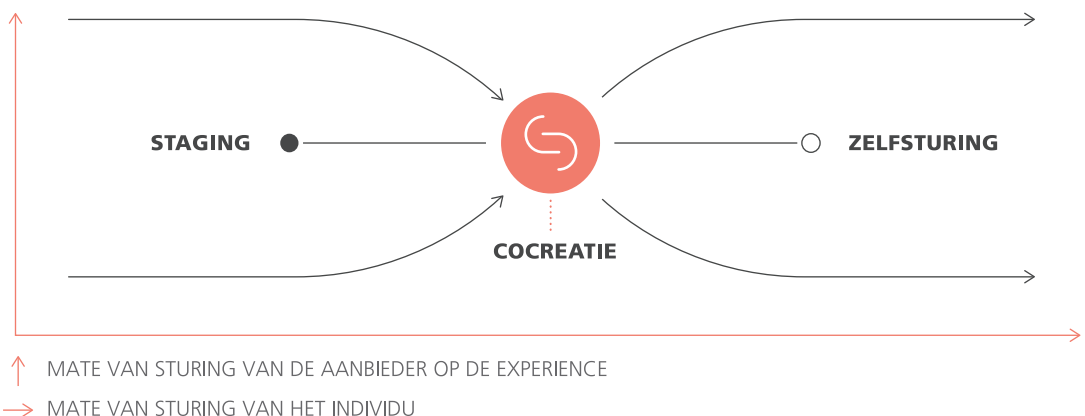 STAGING
ZELFSTURING
COCREATIE
MATE VAN STURING VAN DE AANBIEDER OP DE EXPERIENCE
MATE VAN STURING VAN HET INDIVIDU